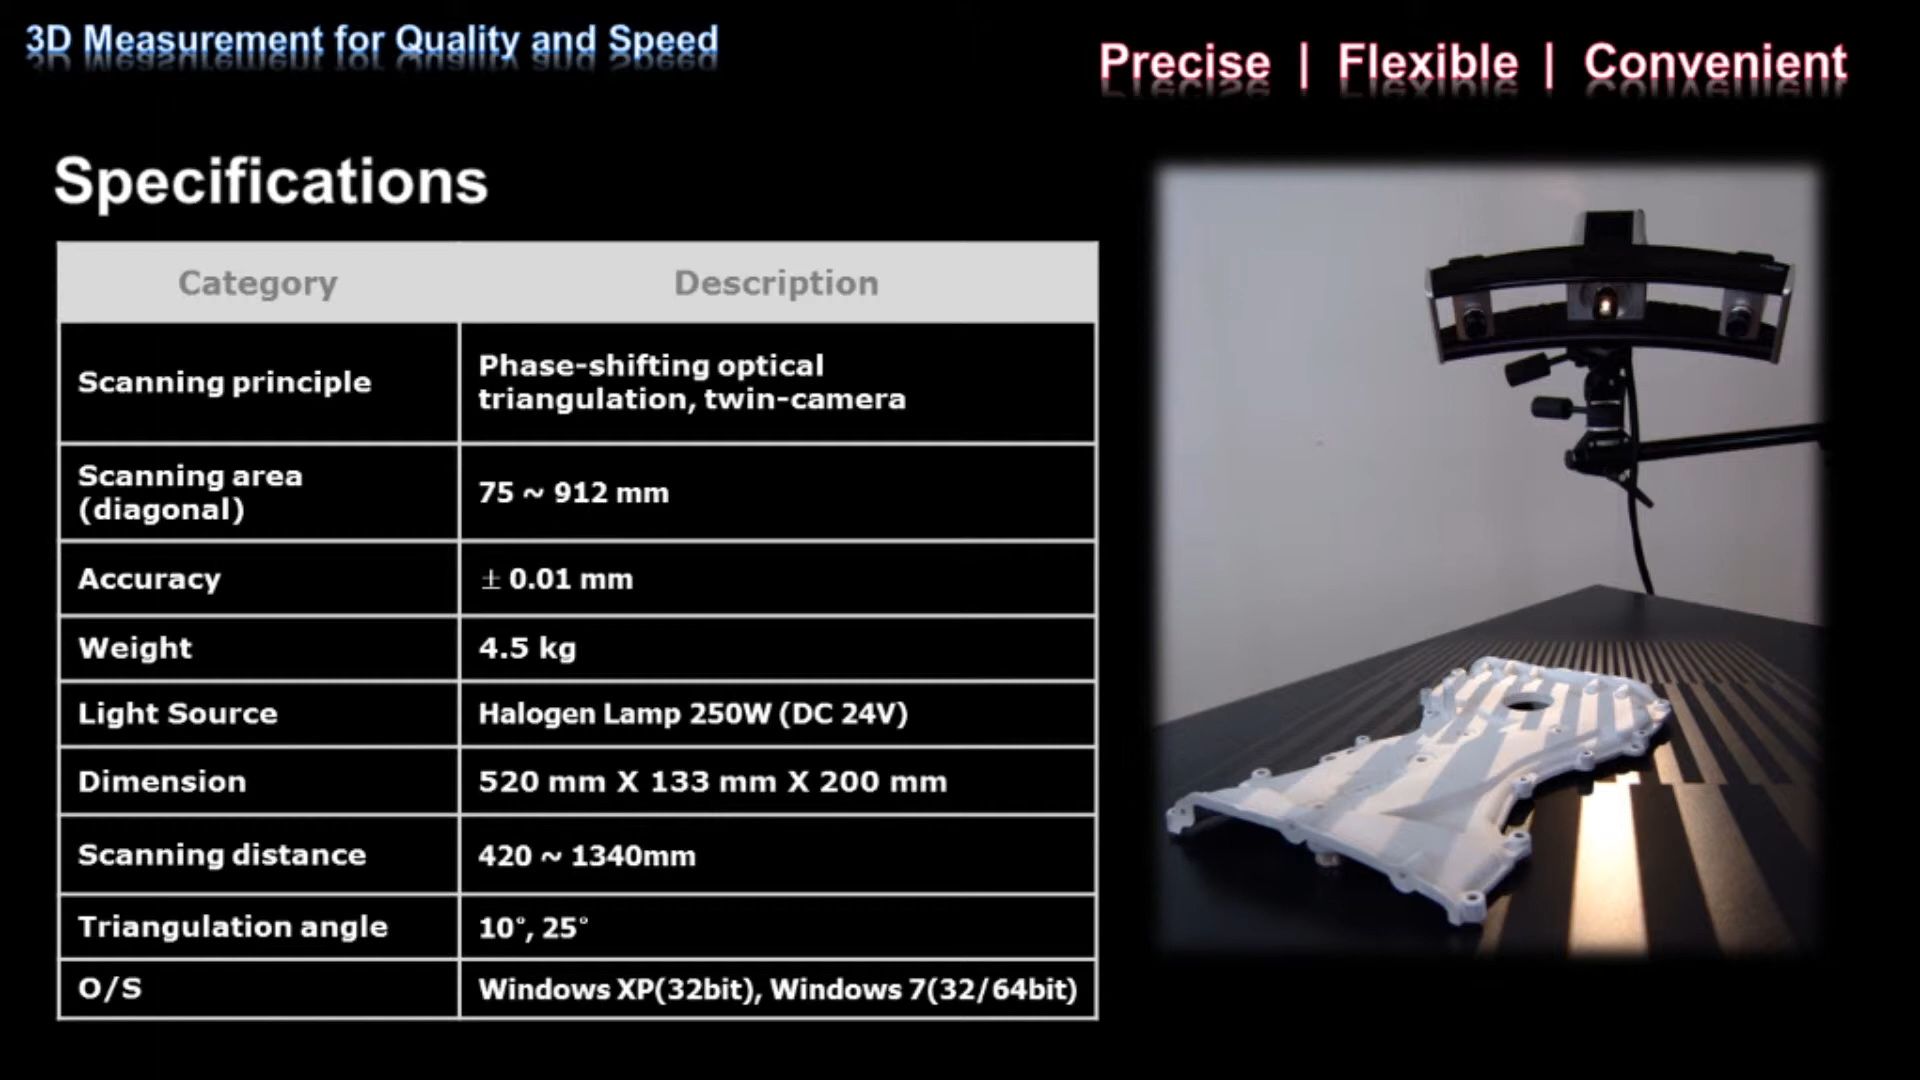 3D Measurement for Quality and Speed
Precise | Flexible | Convenient
Specifications
Category Description
Scanning principle
Phase-shifting optical
triangulation, twin-camera
Scanning area
(diagonal)
75 ~ 912 mm
Accuracy
± 0.01 mm
Weight
4.5 kg
Light Source
Halogen Lamp 250W (DC 24V)
Dimension
520 mm X 133 mm X 200 mm
Scanning distance
420 ~ 1340mm
Triangulation angle
10°, 25°
O/S
Windows XP(32bit), Windows 7(32/64bit)